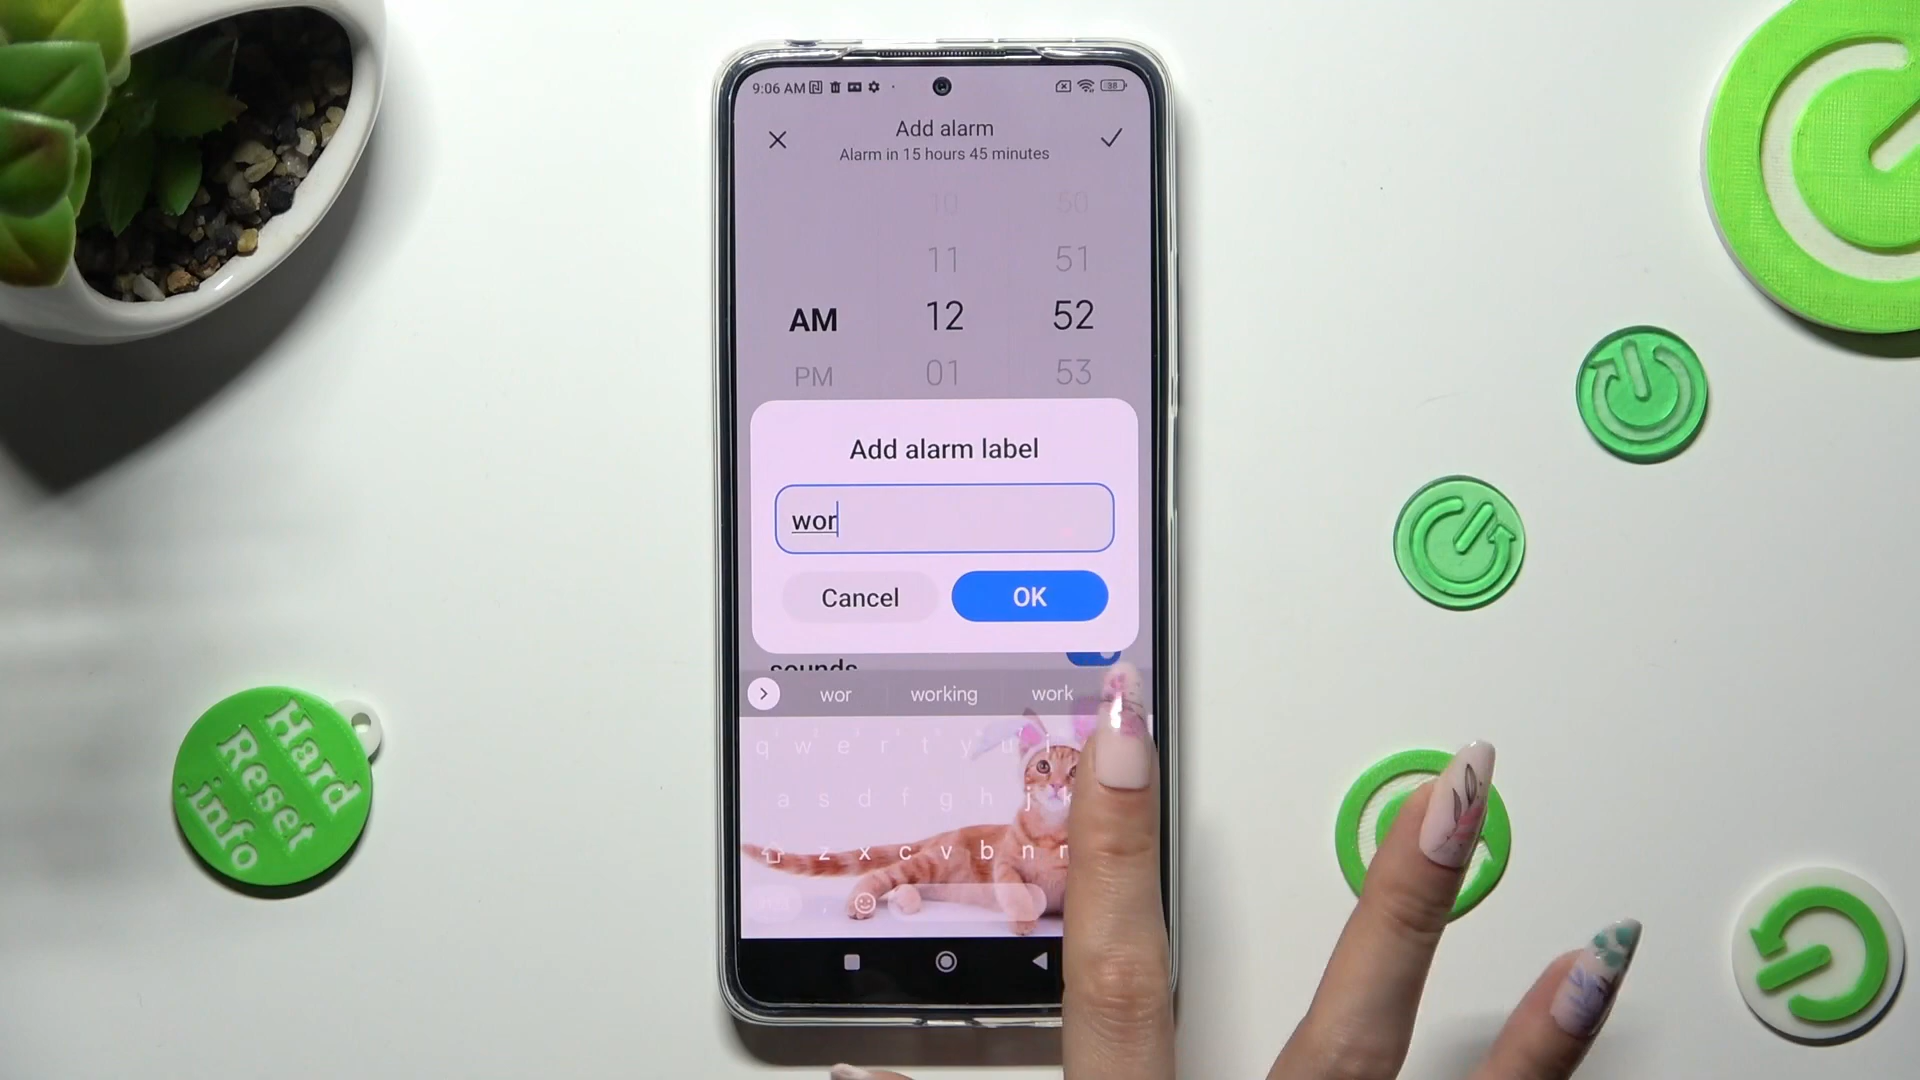 9:06 AM 38
Add alarm
Alarm in 15 hours 45 minutes
10 50
11 51
AM 12 52
PM 01 53
Add alarm label
wor
Cancel OK
sounds
wor working work
q w e r t y u i
a s d f g h j k
z x c v b n
,
Hard
Reset
.info